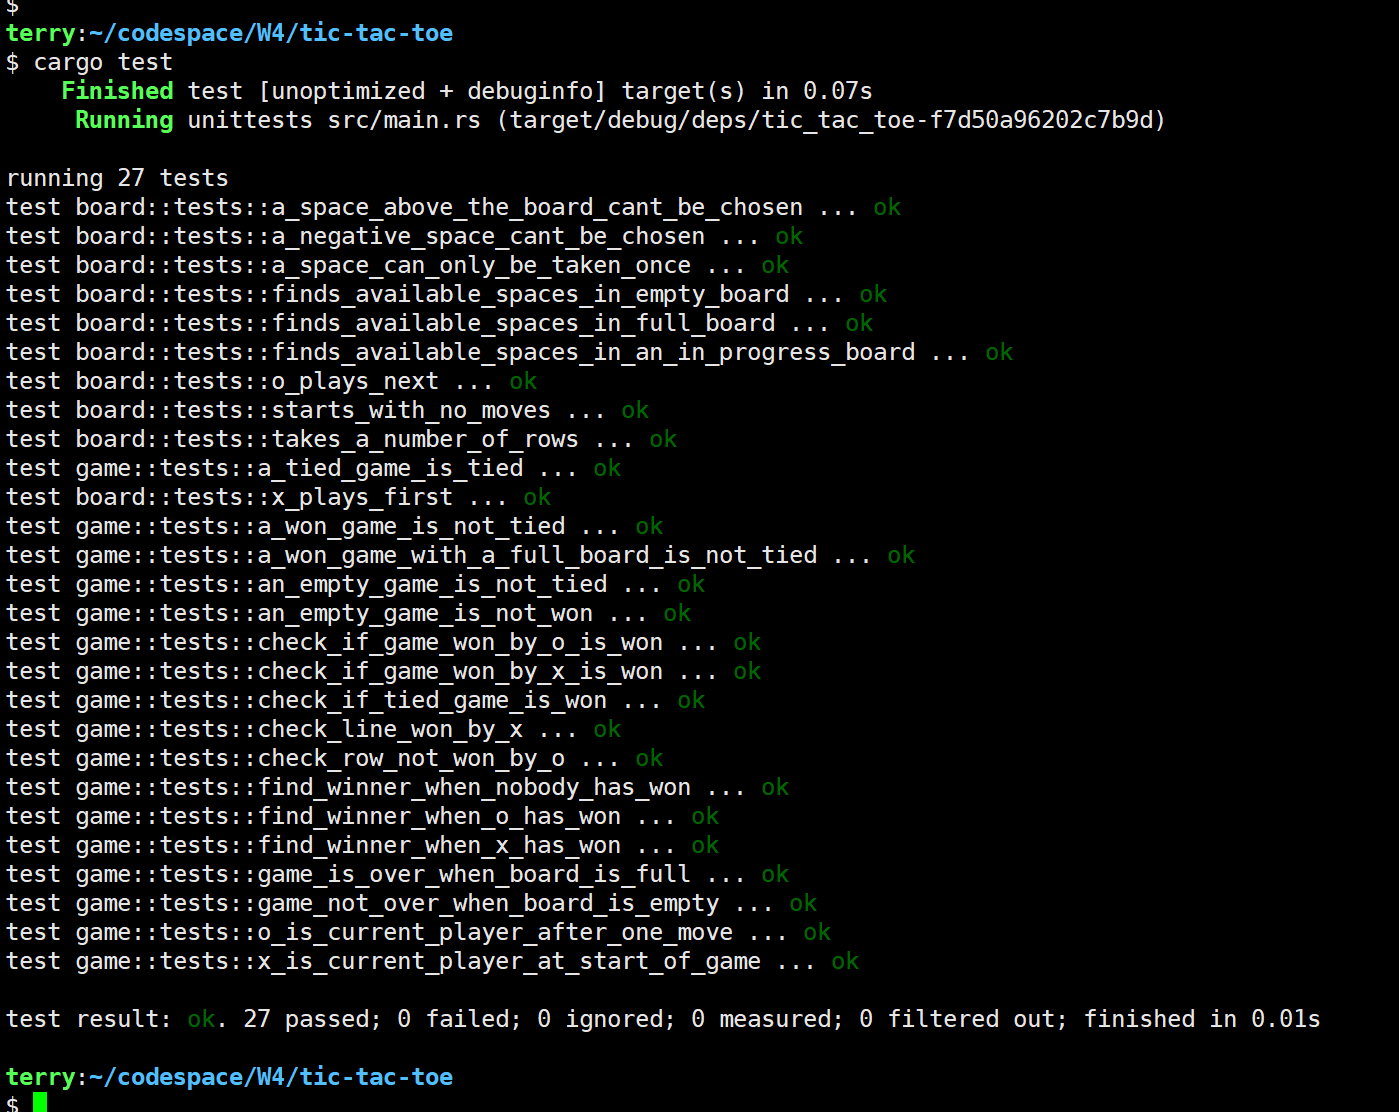 $
terry:~/codespace/W4/tic-tac-toe
$ cargo test
    Finished test [unoptimized + debuginfo] target(s) in 0.07s
     Running unittests src/main.rs (target/debug/deps/tic_tac_toe-f7d50a96202c7b9d)

running 27 tests
test board::tests::a_space_above_the_board_cant_be_chosen ... ok
test board::tests::a_negative_space_cant_be_chosen ... ok
test board::tests::a_space_can_only_be_taken_once ... ok
test board::tests::finds_available_spaces_in_empty_board ... ok
test board::tests::finds_available_spaces_in_full_board ... ok
test board::tests::finds_available_spaces_in_an_in_progress_board ... ok
test board::tests::o_plays_next ... ok
test board::tests::starts_with_no_moves ... ok
test board::tests::takes_a_number_of_rows ... ok
test game::tests::a_tied_game_is_tied ... ok
test board::tests::x_plays_first ... ok
test game::tests::a_won_game_is_not_tied ... ok
test game::tests::a_won_game_with_a_full_board_is_not_tied ... ok
test game::tests::an_empty_game_is_not_tied ... ok
test game::tests::an_empty_game_is_not_won ... ok
test game::tests::check_if_game_won_by_o_is_won ... ok
test game::tests::check_if_game_won_by_x_is_won ... ok
test game::tests::check_if_tied_game_is_won ... ok
test game::tests::check_line_won_by_x ... ok
test game::tests::check_row_not_won_by_o ... ok
test game::tests::find_winner_when_nobody_has_won ... ok
test game::tests::find_winner_when_o_has_won ... ok
test game::tests::find_winner_when_x_has_won ... ok
test game::tests::game_is_over_when_board_is_full ... ok
test game::tests::game_not_over_when_board_is_empty ... ok
test game::tests::o_is_current_player_after_one_move ... ok
test game::tests::x_is_current_player_at_start_of_game ... ok

test result: ok. 27 passed; 0 failed; 0 ignored; 0 measured; 0 filtered out; finished in 0.01s

terry:~/codespace/W4/tic-tac-toe
$